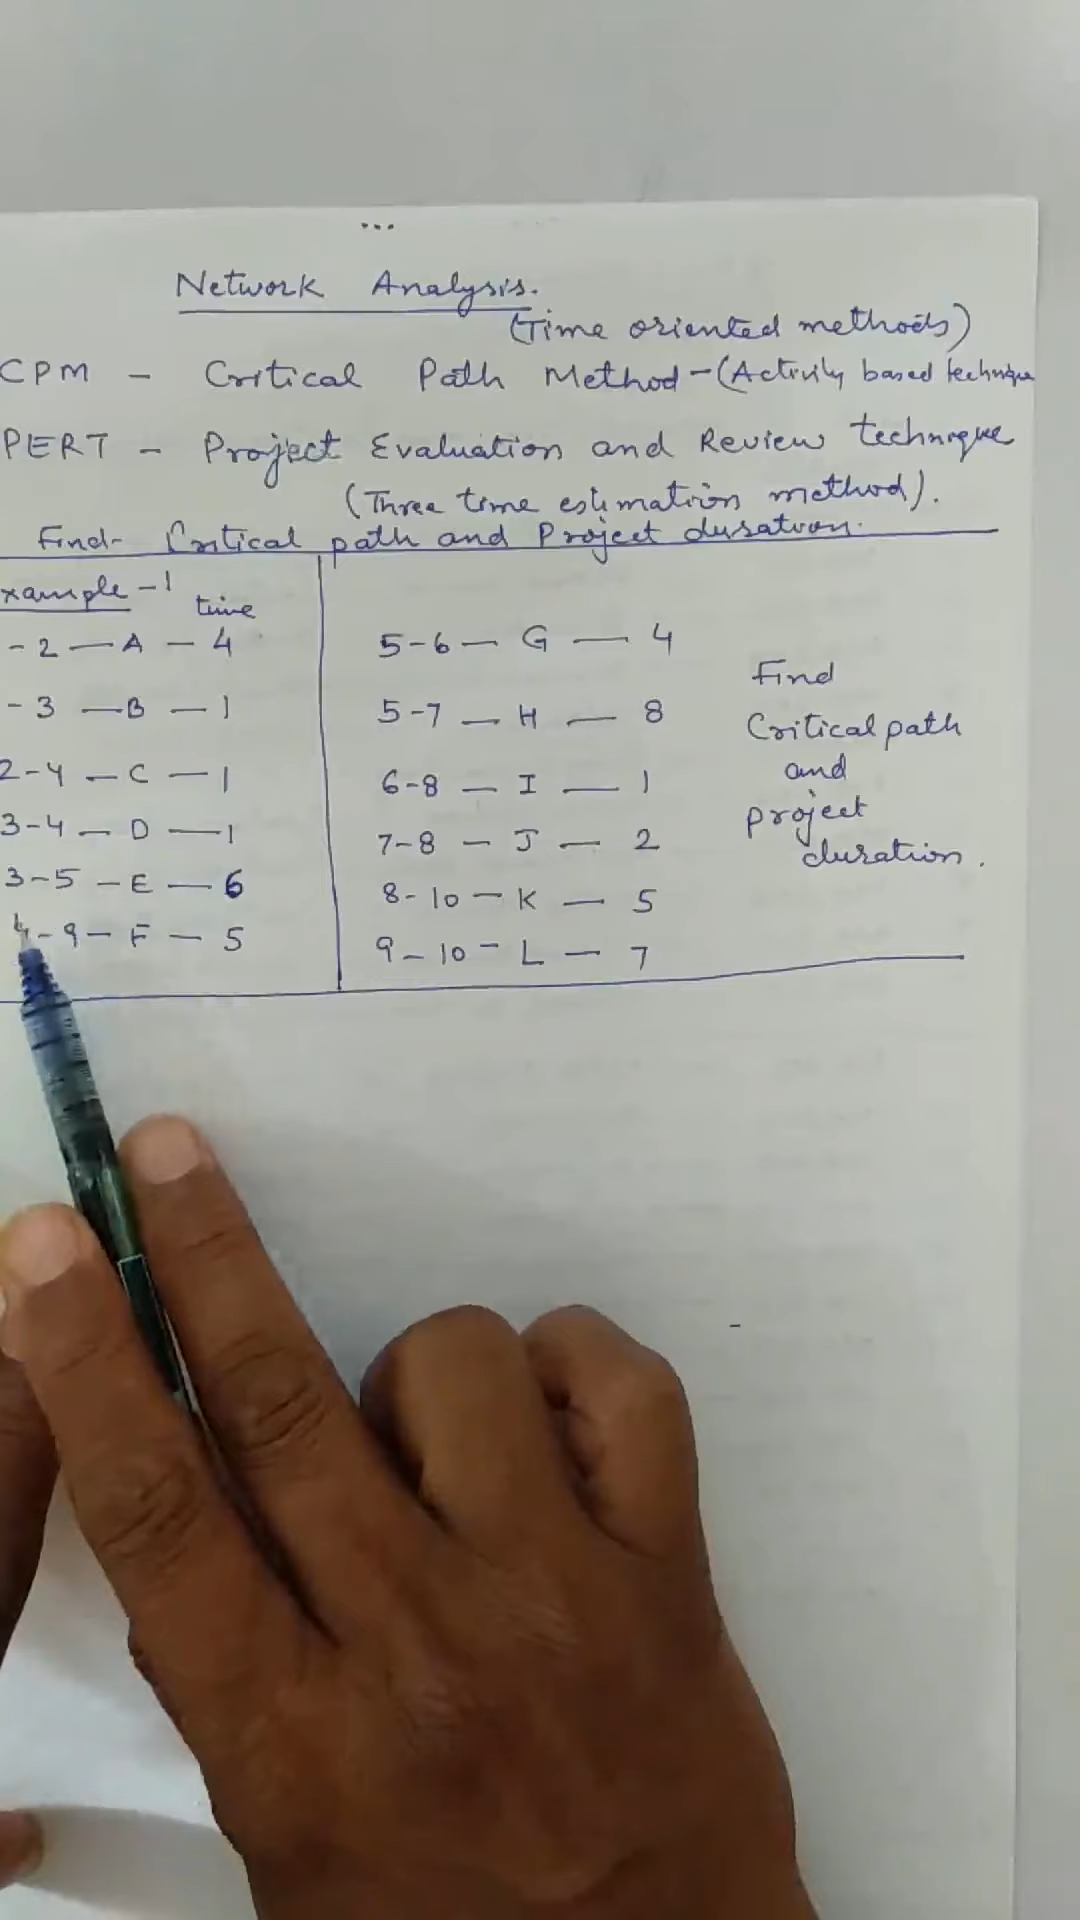 Network Analysis.
(Time oriented methods)
CPM - Critical Path Method - (Activity based technique
PERT - Project Evaluation and Review technique
(Three time estimation method).
Find- Critical path and Project duration.
xample -1 time
- 2 — A — 4
- 3 — B — 1
2-4 — C — 1
3-4 — D — 1
3-5 — E — 6
4-9 — F — 5
5-6 — G — 4
5-7 — H — 8
6-8 — I — 1
7-8 — J — 2
8-10 — K — 5
9-10 — L — 7
Find
Critical path
and
project
duration.